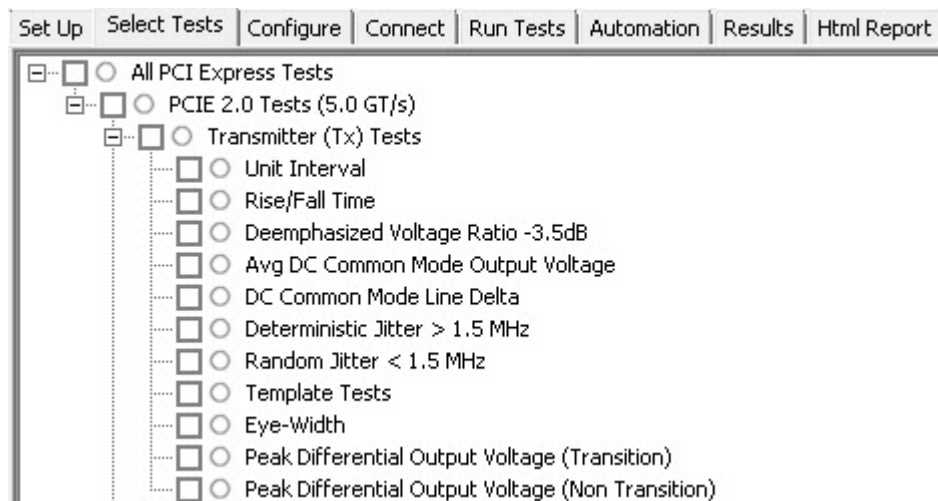 Set Up Select Tests Configure Connect Run Tests Automation Results Html Report
All PCI Express Tests
PCIE 2.0 Tests (5.0 GT/s)
Transmitter (Tx) Tests
Unit Interval
Rise/Fall Time
Deemphasized Voltage Ratio -3.5dB
Avg DC Common Mode Output Voltage
DC Common Mode Line Delta
Deterministic Jitter > 1.5 MHz
Random Jitter < 1.5 MHz
Template Tests
Eye-Width
Peak Differential Output Voltage (Transition)
Peak Differential Output Voltage (Non Transition)